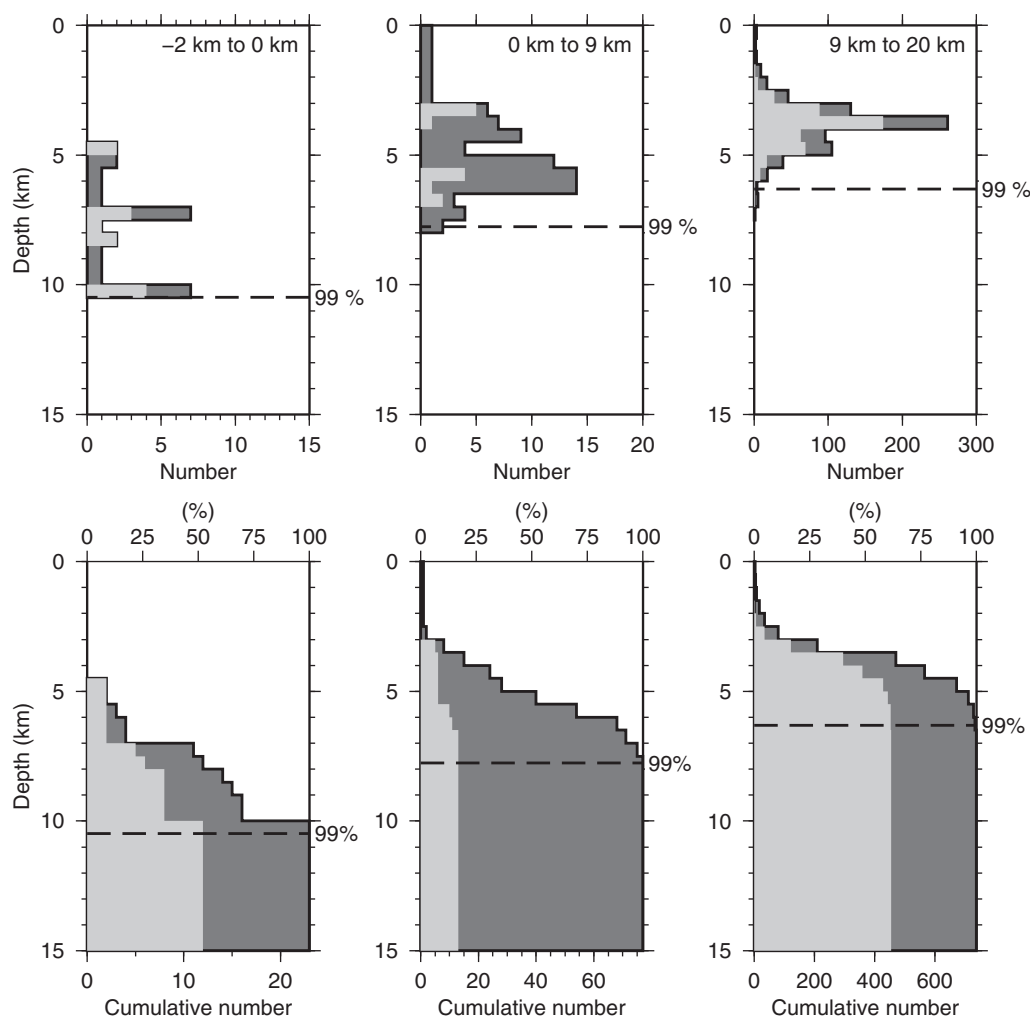 −2 km to 0 km
0 km to 9 km
9 km to 20 km
Depth (km)
0
5
10
15
99 %
0 5 10 15
Number
0
5
10
15
99 %
0 5 10 15 20
Number
0
5
10
15
99 %
0 100 200 300
Number
(%)
0 25 50 75 100
(%)
0 25 50 75 100
(%)
0 25 50 75 100
Depth (km)
0
5
10
15
99%
0 10 20
Cumulative number
0
5
10
15
99%
0 20 40 60
Cumulative number
0
5
10
15
99%
0 200 400 600
Cumulative number